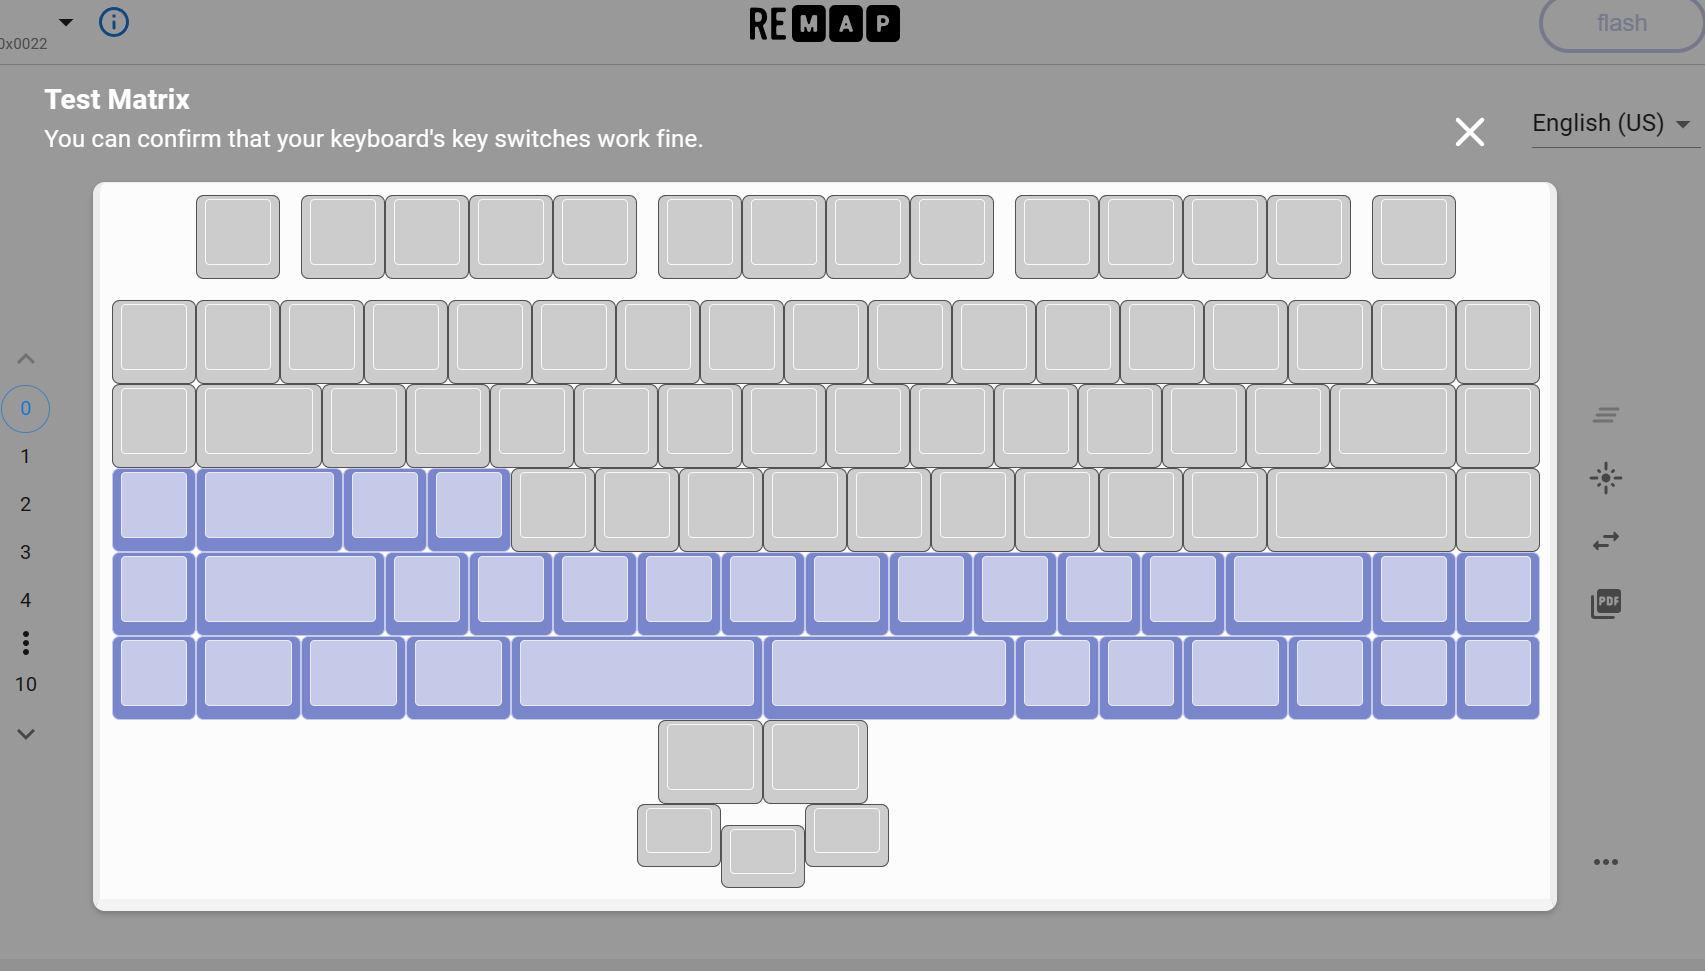 0x0022
REMAP
flash
Test Matrix
You can confirm that your keyboard's key switches work fine.
English (US)
0
1
2
3
4
10
PDF